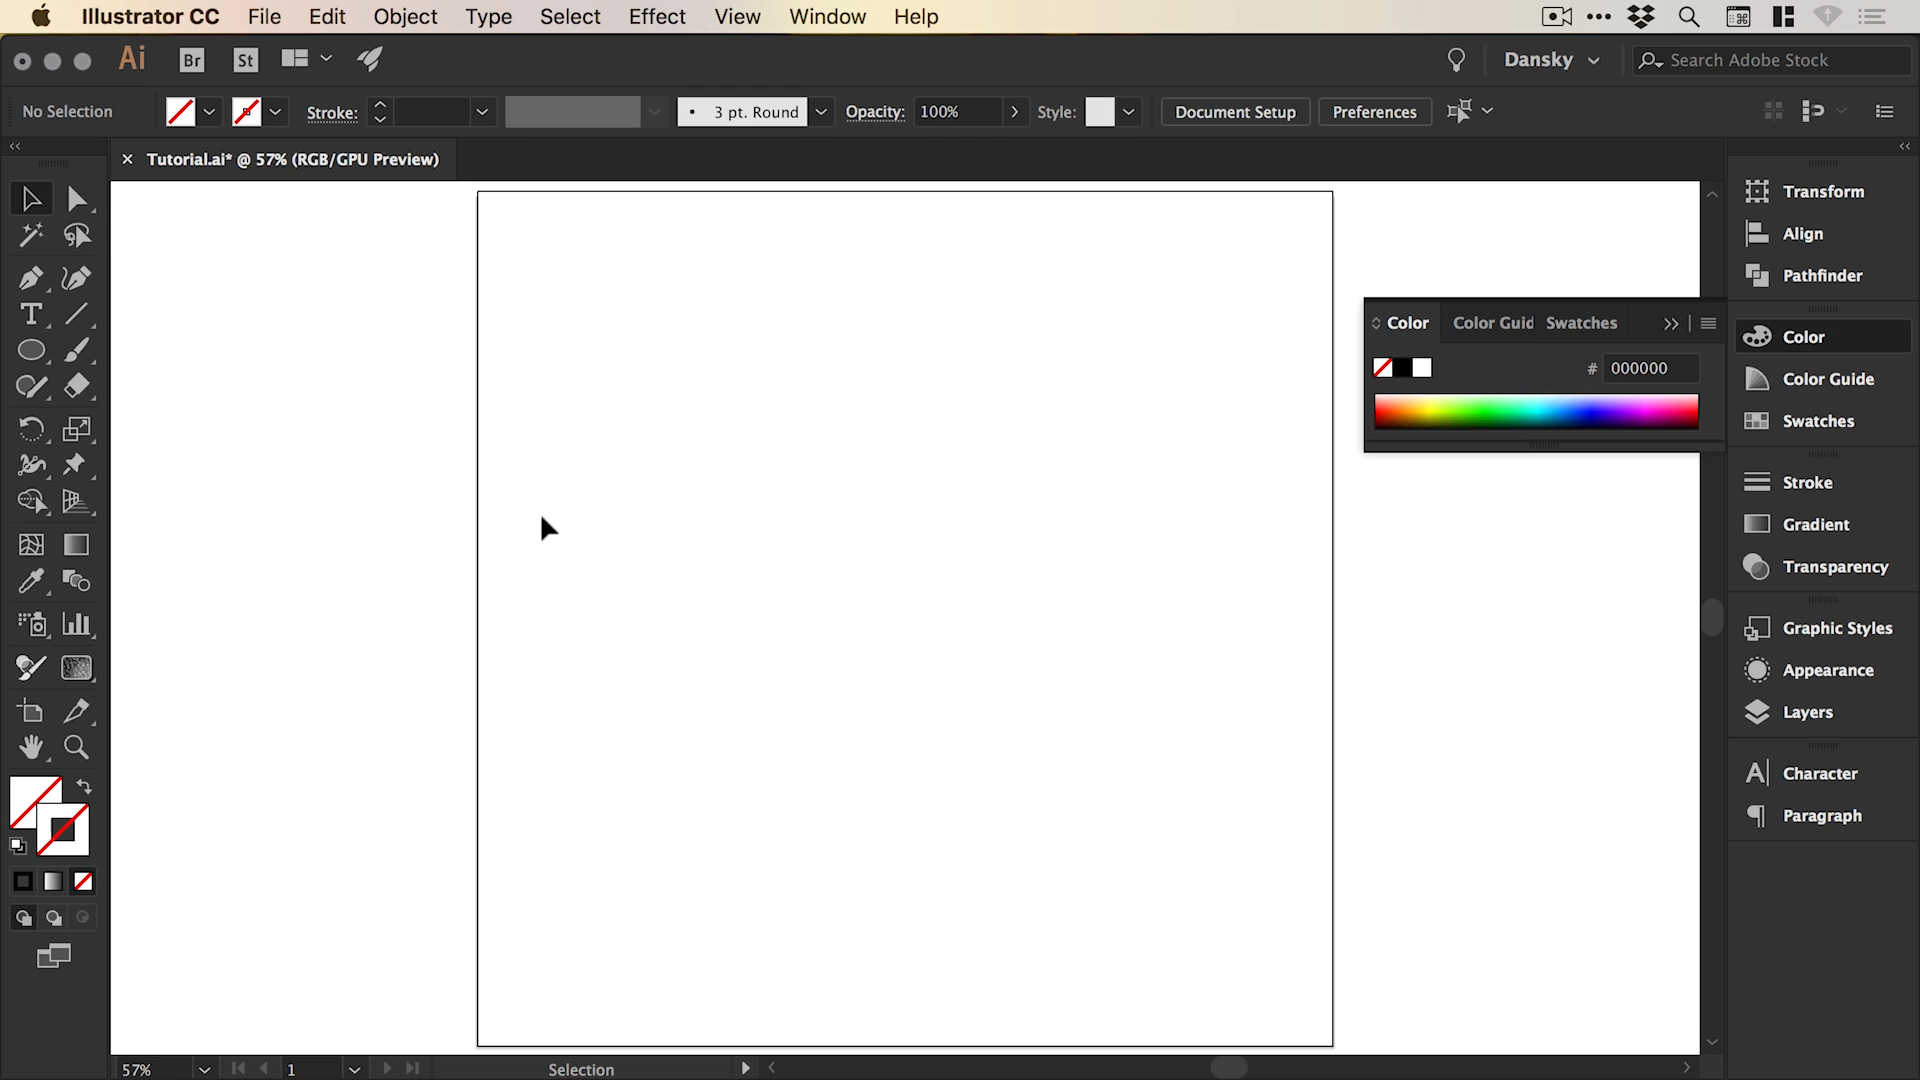 Illustrator CC File Edit Object Type Select Effect View Window Help
Ai Br St Dansky Search Adobe Stock
No Selection Stroke: 3 pt. Round Opacity: 100% Style: Document Setup Preferences
Tutorial.ai* @ 57% (RGB/GPU Preview)
Transform
Align
Pathfinder
Color Color Guid Swatches
# 000000
Color
Color Guide
Swatches
Stroke
Gradient
Transparency
Graphic Styles
Appearance
Layers
Character
Paragraph
57% 1 Selection